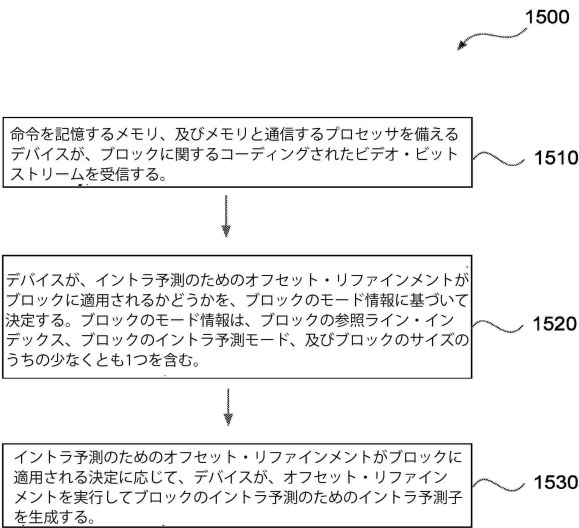 1500
命令を記憶するメモリ、及びメモリと通信するプロセッサを備える
デバイスが、ブロックに関するコーディングされたビデオ・ビット
ストリームを受信する。
1510
デバイスが、イントラ予測のためのオフセット・リファインメントが
ブロックに適用されるかどうかを、ブロックのモード情報に基づいて
決定する。ブロックのモード情報は、ブロックの参照ライン・イン
デックス、ブロックのイントラ予測モード、及びブロックのサイズの
うちの少なくとも1つを含む。
1520
イントラ予測のためのオフセット・リファインメントがブロックに
適用される決定に応じて、デバイスが、オフセット・リファイン
メントを実行してブロックのイントラ予測のためのイントラ予測子
を生成する。
1530